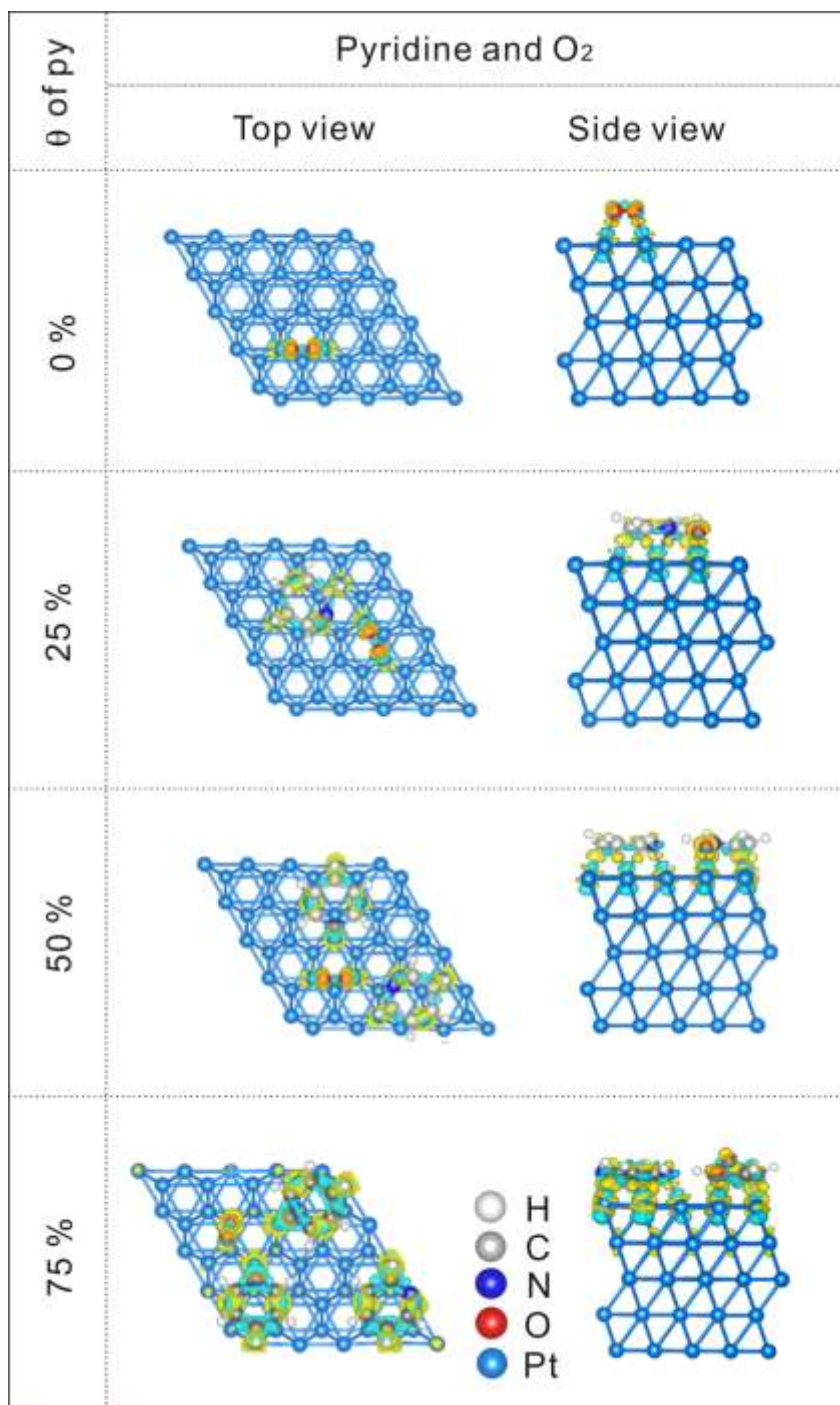 θ of py
Pyridine and O₂
Top view
Side view
0 %
25 %
50 %
75 %
H
C
N
O
Pt